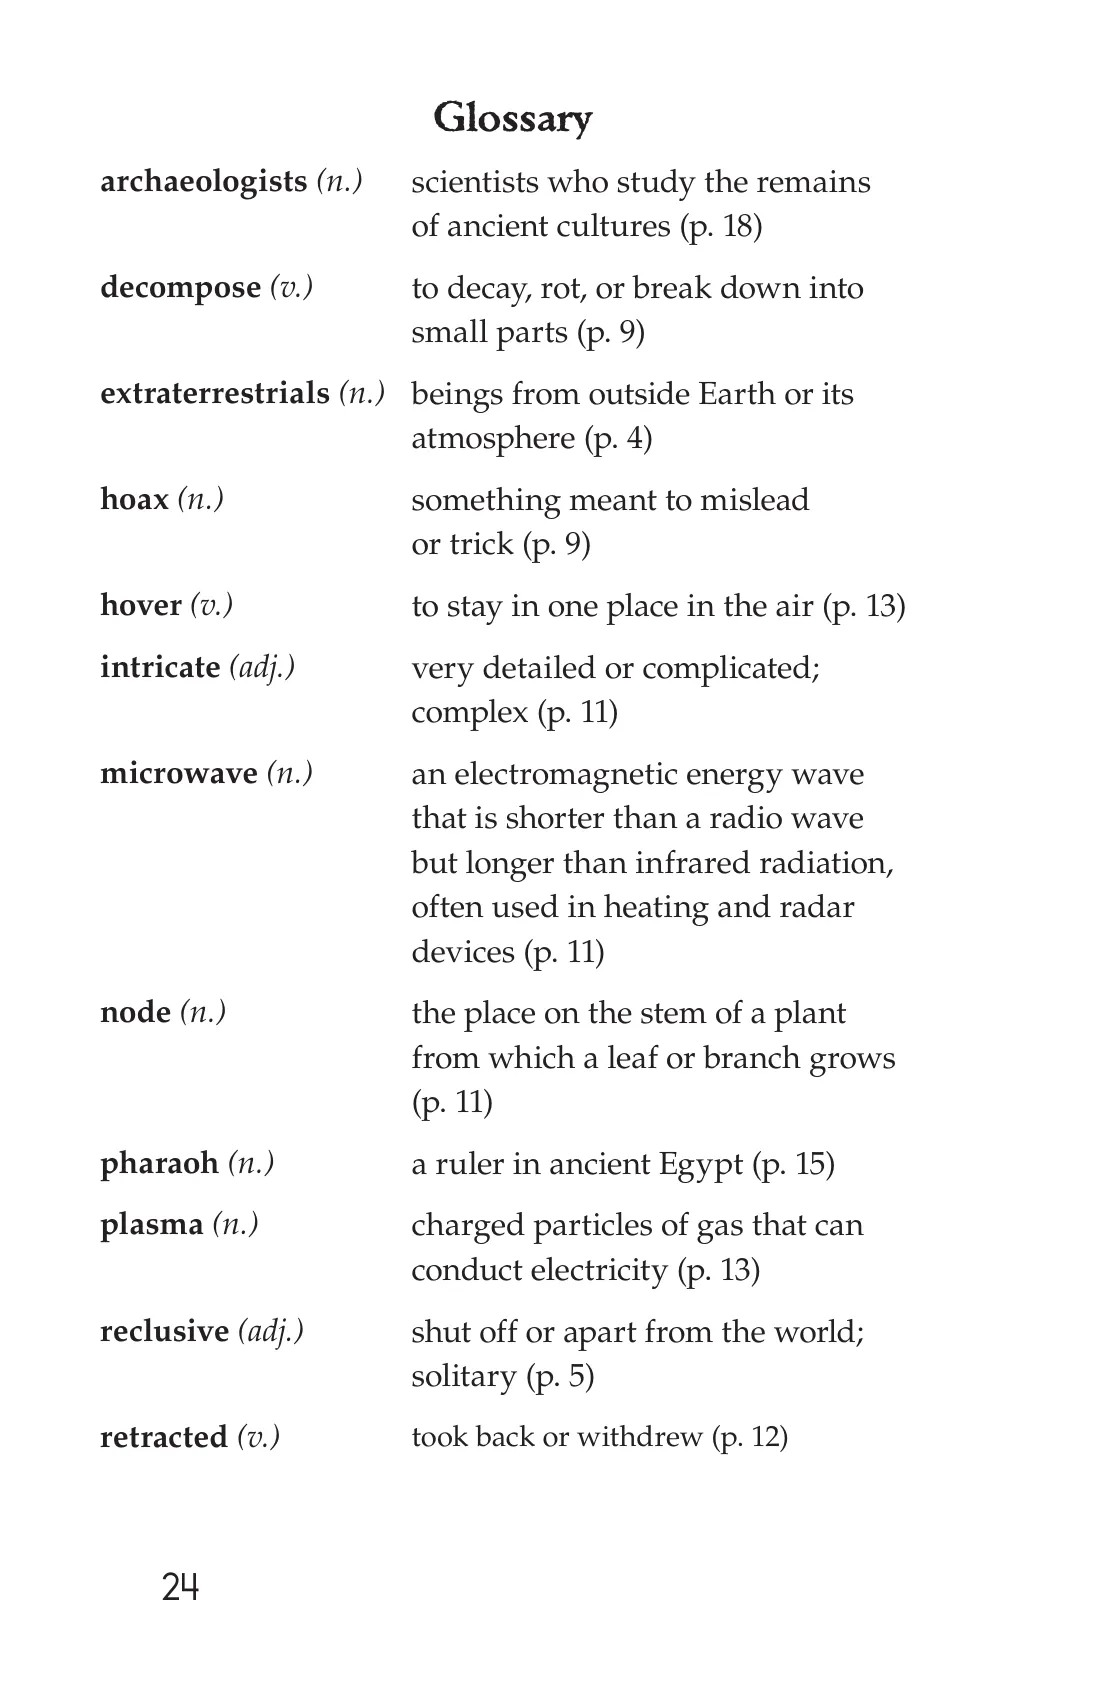 Glossary
archaeologists (n.) scientists who study the remains
of ancient cultures (p. 18)
decompose (v.) to decay, rot, or break down into
small parts (p. 9)
extraterrestrials (n.) beings from outside Earth or its
atmosphere (p. 4)
hoax (n.) something meant to mislead
or trick (p. 9)
hover (v.) to stay in one place in the air (p. 13)
intricate (adj.) very detailed or complicated;
complex (p. 11)
microwave (n.) an electromagnetic energy wave
that is shorter than a radio wave
but longer than infrared radiation,
often used in heating and radar
devices (p. 11)
node (n.) the place on the stem of a plant
from which a leaf or branch grows
(p. 11)
pharaoh (n.) a ruler in ancient Egypt (p. 15)
plasma (n.) charged particles of gas that can
conduct electricity (p. 13)
reclusive (adj.) shut off or apart from the world;
solitary (p. 5)
retracted (v.) took back or withdrew (p. 12)
24